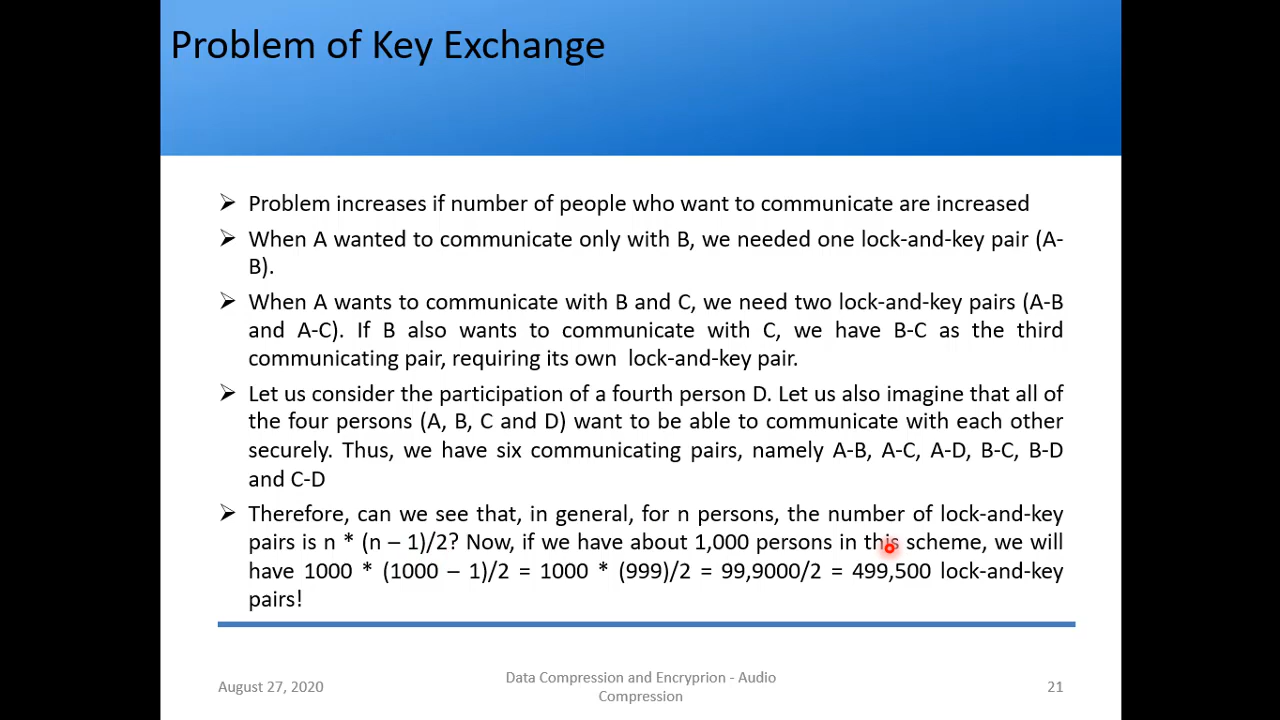 Problem of Key Exchange
Problem increases if number of people who want to communicate are increased
When A wanted to communicate only with B, we needed one lock-and-key pair (A-
B).
When A wants to communicate with B and C, we need two lock-and-key pairs (A-B
and A-C). If B also wants to communicate with C, we have B-C as the third
communicating pair, requiring its own lock-and-key pair.
Let us consider the participation of a fourth person D. Let us also imagine that all of
the four persons (A, B, C and D) want to be able to communicate with each other
securely. Thus, we have six communicating pairs, namely A-B, A-C, A-D, B-C, B-D
and C-D
Therefore, can we see that, in general, for n persons, the number of lock-and-key
pairs is n * (n – 1)/2? Now, if we have about 1,000 persons in this scheme, we will
have 1000 * (1000 – 1)/2 = 1000 * (999)/2 = 99,9000/2 = 499,500 lock-and-key
pairs!
August 27, 2020
Data Compression and Encryprion - Audio
Compression
21